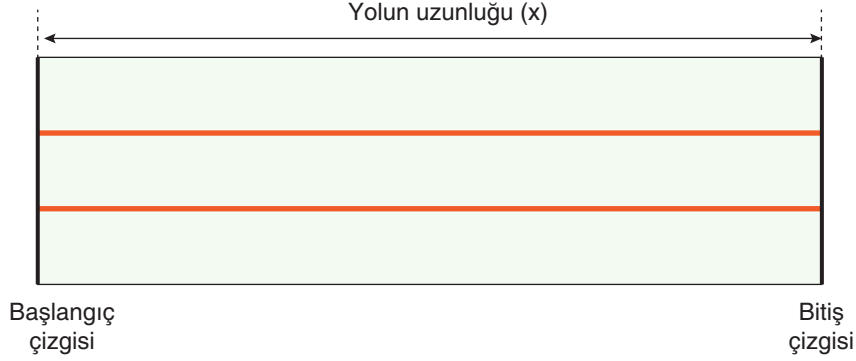 Yolun uzunluğu (x)
Başlangıç
çizgisi
Bitiş
çizgisi